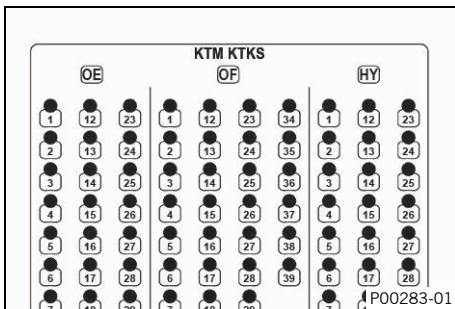 KTM KTKS
OE OF HY
1 12 23 1 12 23 34 1 12 23
2 13 24 2 13 24 35 2 13 24
3 14 25 3 14 25 36 3 14 25
4 15 26 4 15 26 37 4 15 26
5 16 27 5 16 27 38 5 16 27
6 17 28 6 17 28 39 6 17 28
P00283-01